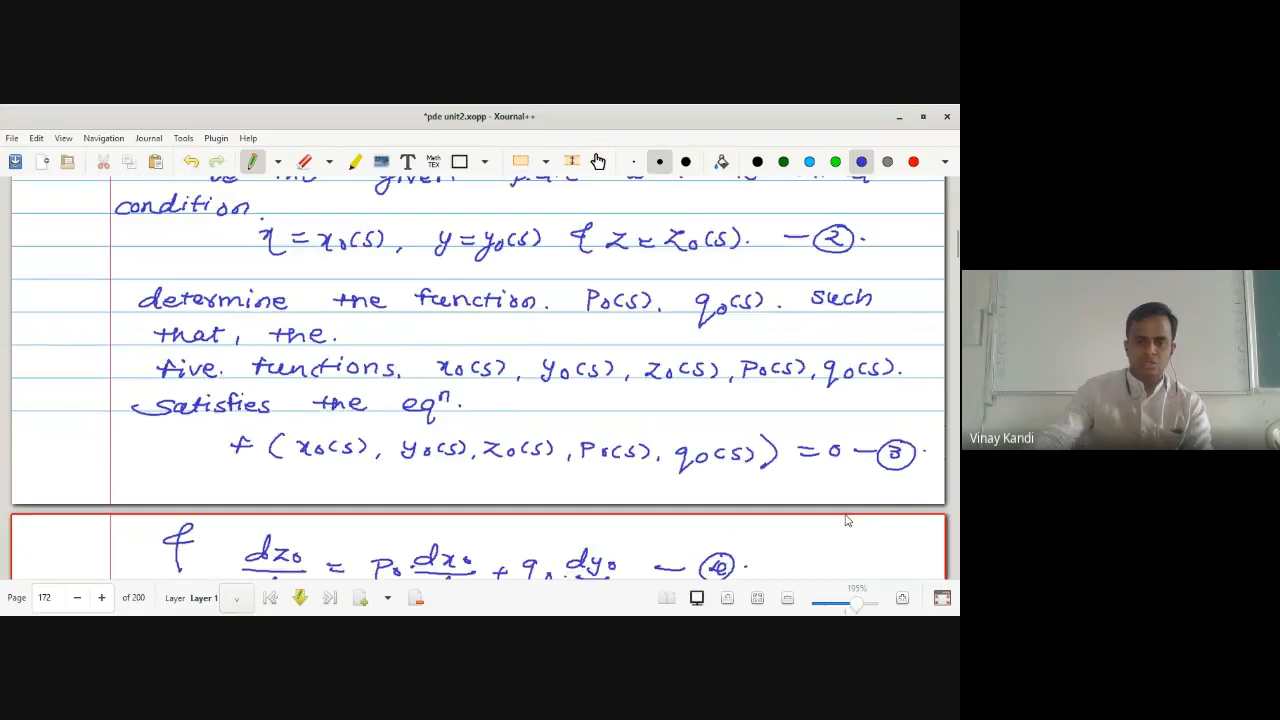 *pde unit2.xopp - Xournal++
File Edit View Navigation Journal Tools Plugin Help
given
condition.
x = x₀(s), y = y₀(s) & z = z₀(s). — ②.
determine the function. P₀(s), q₀(s). such
that, the.
five functions, x₀(s), y₀(s), z₀(s), P₀(s), q₀(s).
satisfies the eqⁿ.
f (x₀(s), y₀(s), z₀(s), P₀(s), q₀(s)) = 0 — ③.
& dz₀ = P₀. dx₀ + q₀. dy₀ — ④.
Page 172 of 200 Layer Layer 1 195%
Vinay Kandi